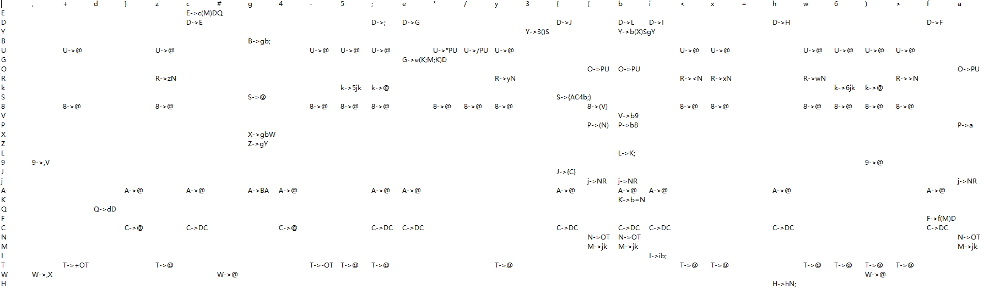 | , + d } z c # g 4 - 5 ; e * / y 3 { ( b i < x = h w 6 ) > f a
E E->c(M)DQ
D D->E D->; D->G D->J D->L D->I D->H D->F
Y Y->3()S Y->b(X)SgY
B B->gb;
U U->@ U->@ U->@ U->@ U->@ U->*PU U->/PU U->@ U->@ U->@ U->@ U->@ U->@ U->@
G G->e(K;M;K)D
O O->PU O->PU O->PU
R R->zN R->yN R-><N R->xN R->wN R->>N
k k->5jk k->@ k->6jk k->@
S S->@ S->{AC4b;}
8 8->@ 8->@ 8->@ 8->@ 8->@ 8->@ 8->@ 8->@ 8->(V) 8->@ 8->@ 8->@ 8->@ 8->@ 8->@
V V->b9
P P->(N) P->b8 P->a
X X->gbW
Z Z->gY
L L->K;
9 9->,V 9->@
J J->{C}
j j->NR j->NR j->NR
A A->@ A->@ A->BA A->@ A->@ A->@ A->@ A->@ A->@ A->@ A->@
K K->b=N
Q Q->dD
F F->f(M)D
C C->@ C->DC C->@ C->DC C->DC C->DC C->DC C->DC C->DC C->DC
N N->OT N->OT N->OT
M M->jk M->jk M->jk
I I->ib;
T T->+OT T->@ T->-OT T->@ T->@ T->@ T->@ T->@ T->@ T->@ T->@ T->@
W W->,X W->@ W->@
H H->hN;